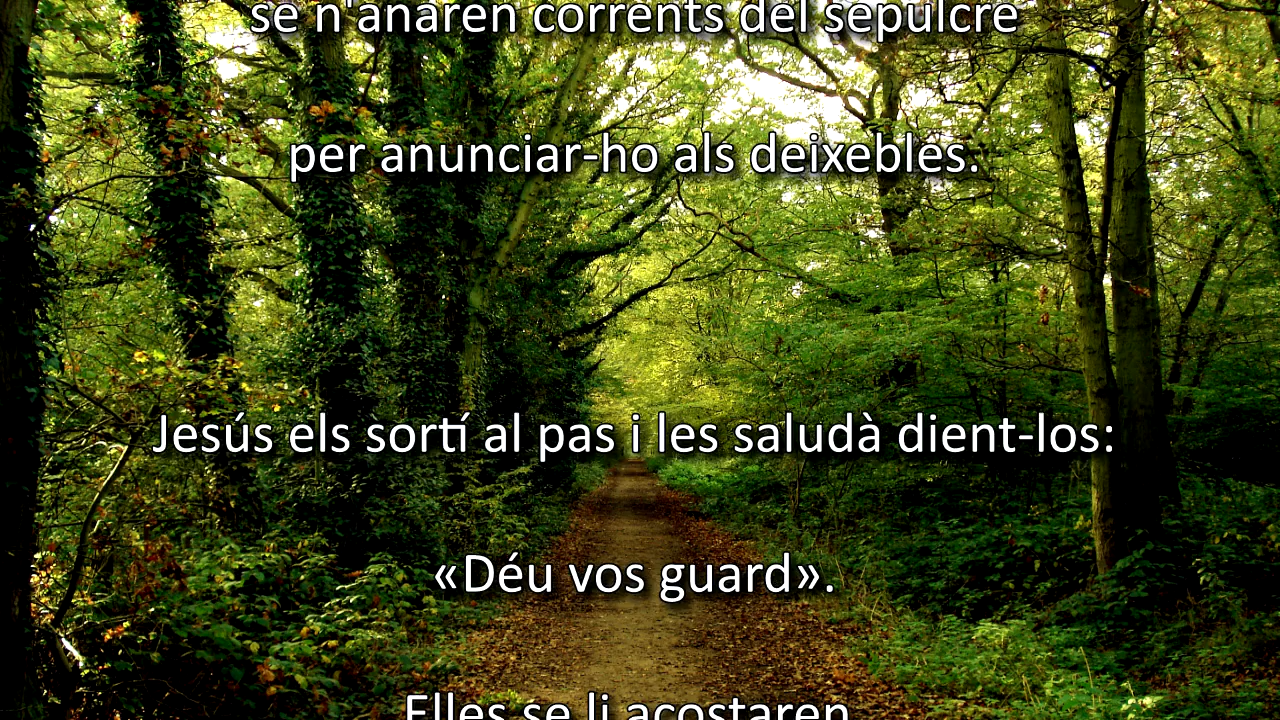 se n'anaren corrents del sepulcre
per anunciar-ho als deixebles.
Jesús els sortí al pas i les saludà dient-los:
«Déu vos guard».
Elles se li acostaren